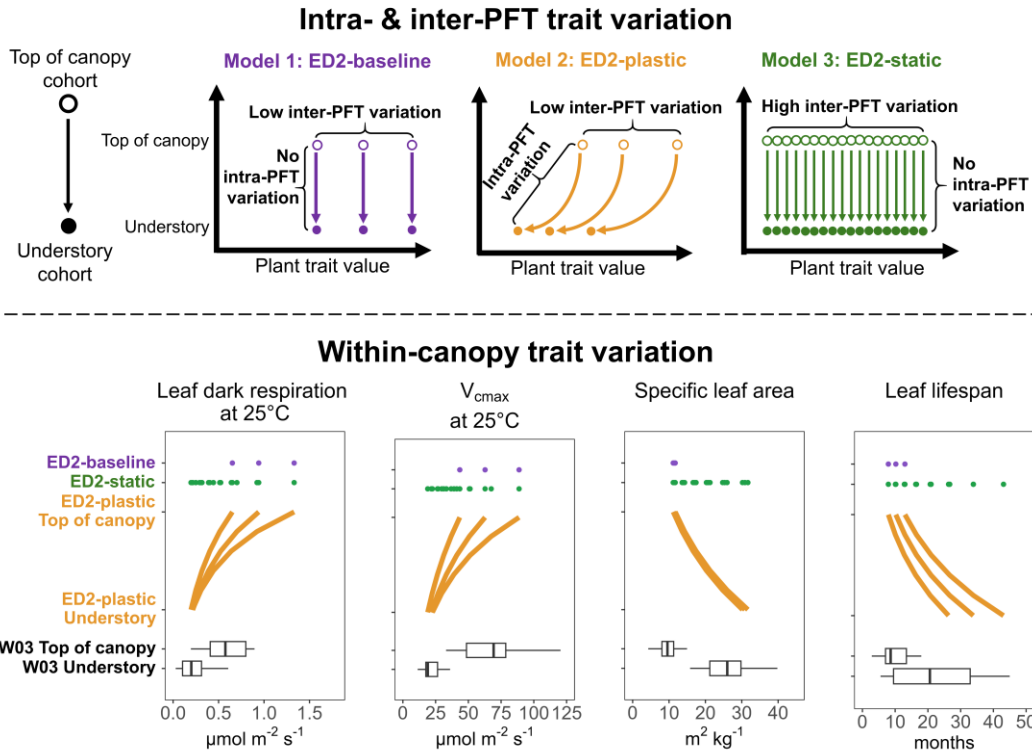 Intra- & inter-PFT trait variation
Top of canopy
cohort
Understory
cohort
Top of canopy
Understory
Model 1: ED2-baseline
Low inter-PFT variation
No
intra-PFT
variation
Plant trait value
Model 2: ED2-plastic
Low inter-PFT variation
Intra-PFT
variation
Plant trait value
Model 3: ED2-static
High inter-PFT variation
No
intra-PFT
variation
Plant trait value
Within-canopy trait variation
Leaf dark respiration
at 25°C
Vcmax
at 25°C
Specific leaf area
Leaf lifespan
ED2-baseline
ED2-static
ED2-plastic
Top of canopy
ED2-plastic
Understory
W03 Top of canopy
W03 Understory
0.0 0.5 1.0 1.5
µmol m⁻² s⁻¹
0 25 50 75 100 125
µmol m⁻² s⁻¹
0 10 20 30 40
m² kg⁻¹
0 10 20 30 40 50
months